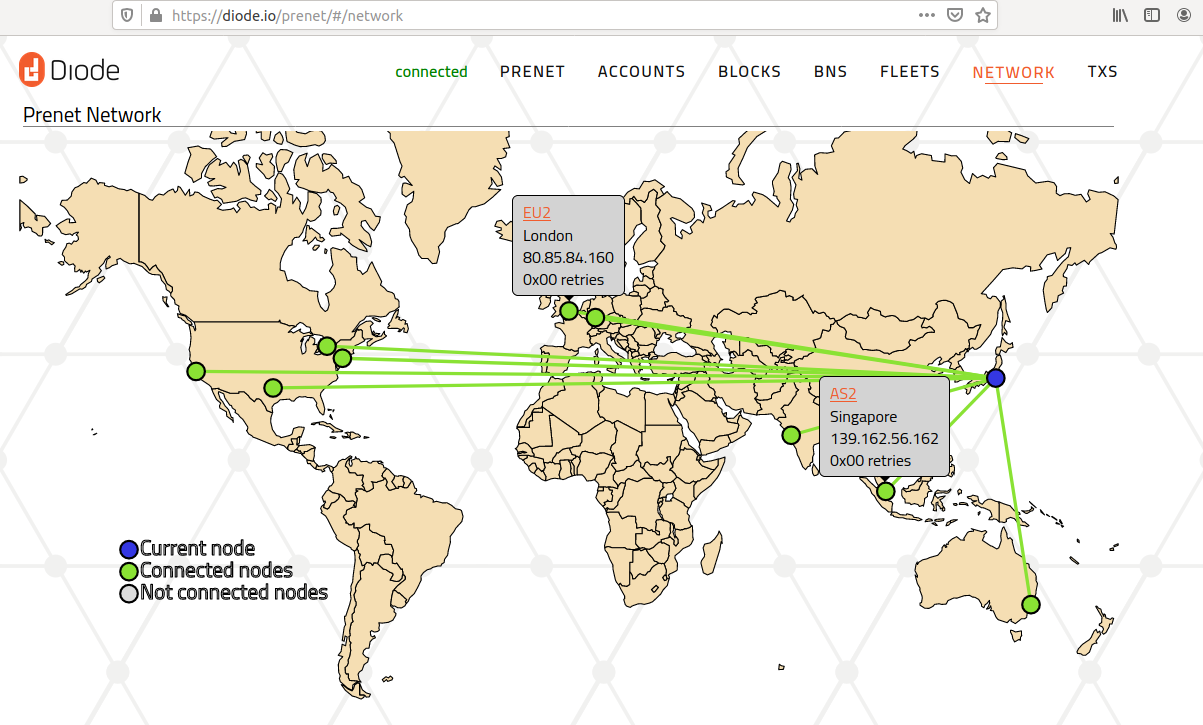 https://diode.io/prenet/#/network
Diode
connected PRENET ACCOUNTS BLOCKS BNS FLEETS NETWORK TXS
Prenet Network
EU2
London
80.85.84.160
0x00 retries
AS2
Singapore
139.162.56.162
0x00 retries
Current node
Connected nodes
Not connected nodes